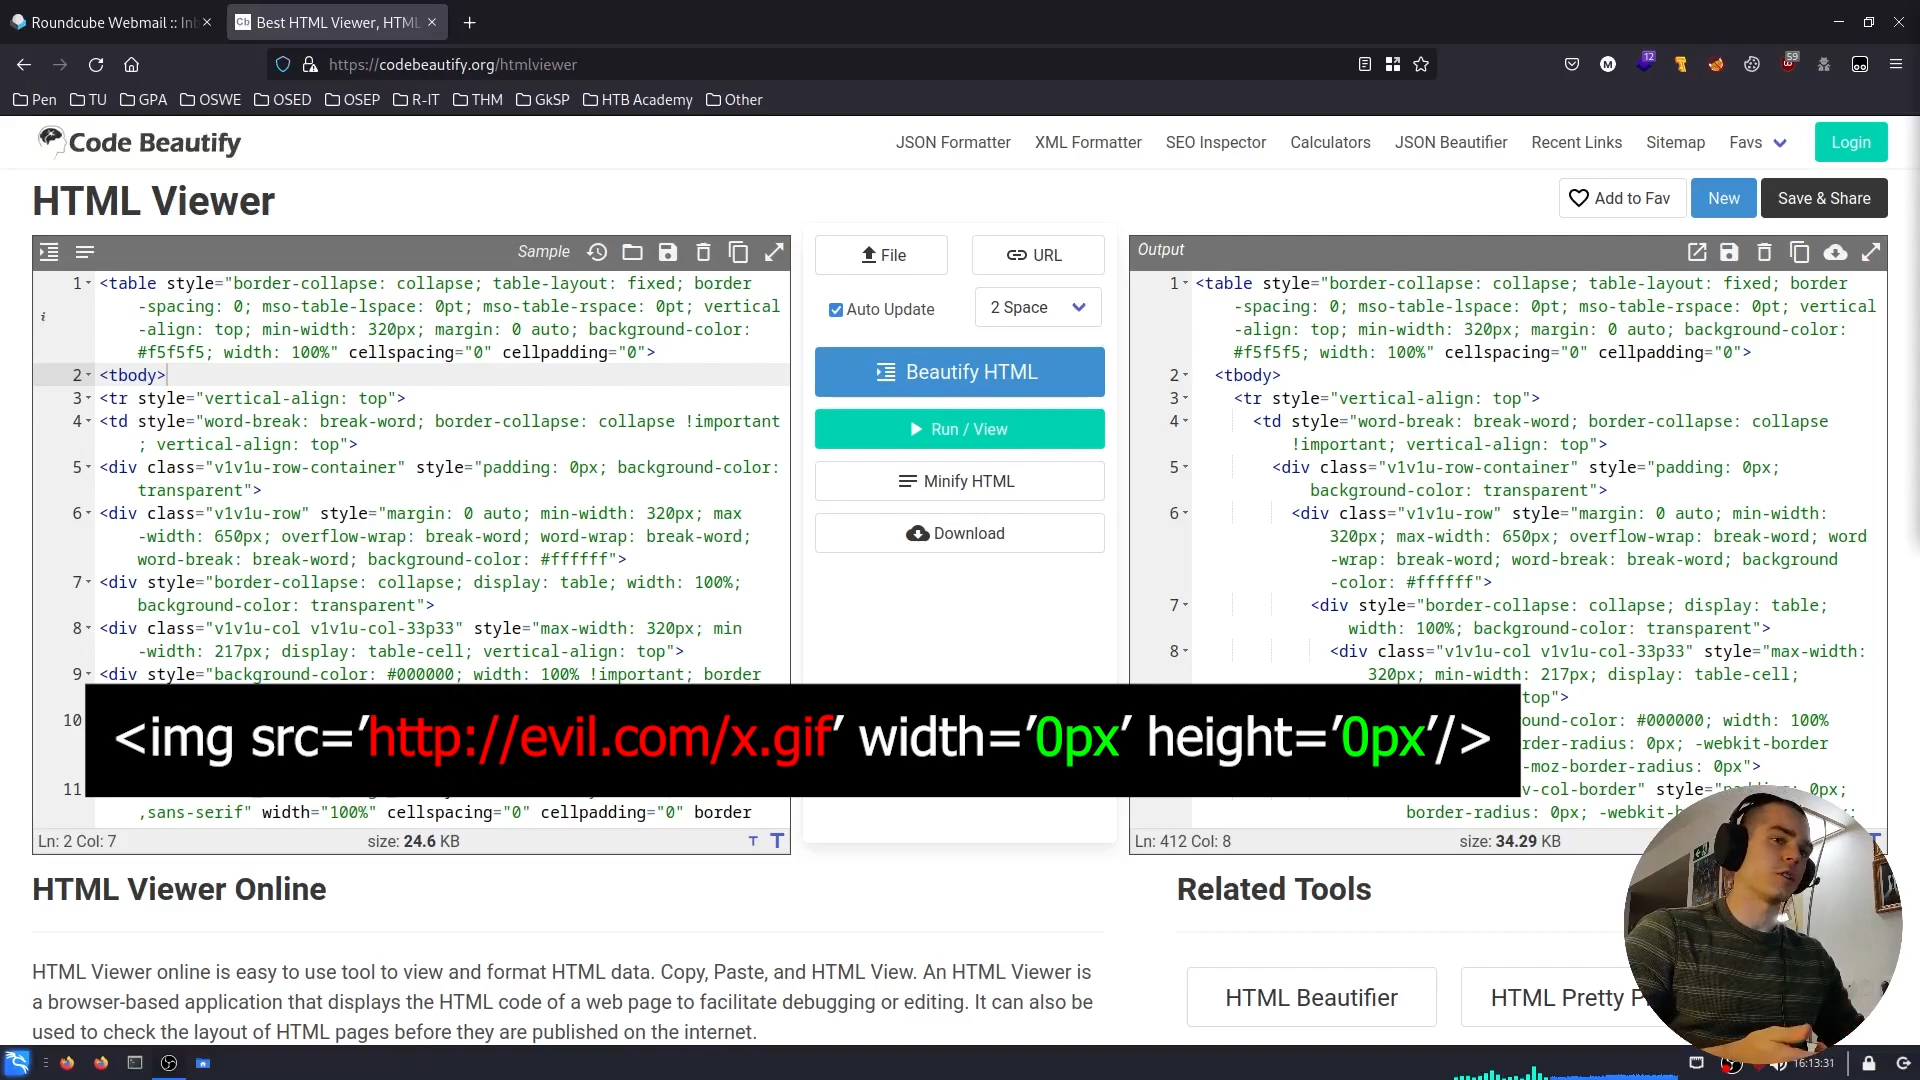 Roundcube Webmail :: Inb
Cb Best HTML Viewer, HTML
https://codebeautify.org/htmlviewer
M
12
59
Pen TU GPA OSWE OSED OSEP R-IT THM GkSP HTB Academy Other
Code Beautify
JSON Formatter XML Formatter SEO Inspector Calculators JSON Beautifier Recent Links Sitemap Favs Login
HTML Viewer
Add to Fav New Save & Share
Sample
1 <table style="border-collapse: collapse; table-layout: fixed; border
-spacing: 0; mso-table-lspace: 0pt; mso-table-rspace: 0pt; vertical
-align: top; min-width: 320px; margin: 0 auto; background-color:
#f5f5f5; width: 100%" cellspacing="0" cellpadding="0">
2 <tbody>
3 <tr style="vertical-align: top">
4 <td style="word-break: break-word; border-collapse: collapse !important
; vertical-align: top">
5 <div class="v1v1u-row-container" style="padding: 0px; background-color:
transparent">
6 <div class="v1v1u-row" style="margin: 0 auto; min-width: 320px; max
-width: 650px; overflow-wrap: break-word; word-wrap: break-word;
word-break: break-word; background-color: #ffffff">
7 <div style="border-collapse: collapse; display: table; width: 100%;
background-color: transparent">
8 <div class="v1v1u-col v1v1u-col-33p33" style="max-width: 320px; min
-width: 217px; display: table-cell; vertical-align: top">
9 <div style="background-color: #000000; width: 100% !important; border
10
11
,sans-serif" width="100%" cellspacing="0" cellpadding="0" border
Ln: 2 Col: 7 size: 24.6 KB
File URL
Auto Update 2 Space
Beautify HTML
Run / View
Minify HTML
Download
Output
1 <table style="border-collapse: collapse; table-layout: fixed; border
-spacing: 0; mso-table-lspace: 0pt; mso-table-rspace: 0pt; vertical
-align: top; min-width: 320px; margin: 0 auto; background-color:
#f5f5f5; width: 100%" cellspacing="0" cellpadding="0">
2 <tbody>
3 <tr style="vertical-align: top">
4 <td style="word-break: break-word; border-collapse: collapse
!important; vertical-align: top">
5 <div class="v1v1u-row-container" style="padding: 0px;
background-color: transparent">
6 <div class="v1v1u-row" style="margin: 0 auto; min-width:
320px; max-width: 650px; overflow-wrap: break-word; word
-wrap: break-word; word-break: break-word; background
-color: #ffffff">
7 <div style="border-collapse: collapse; display: table;
width: 100%; background-color: transparent">
8 <div class="v1v1u-col v1v1u-col-33p33" style="max-width:
320px; min-width: 217px; display: table-cell;
top">
ound-color: #000000; width: 100%
rder-radius: 0px; -webkit-border
-moz-border-radius: 0px">
v-col-border" style="padding: 0px;
border-radius: 0px; -webkit-b
Ln: 412 Col: 8 size: 34.29 KB
<img src='http://evil.com/x.gif' width='0px' height='0px'/>
HTML Viewer Online
HTML Viewer online is easy to use tool to view and format HTML data. Copy, Paste, and HTML View. An HTML Viewer is
a browser-based application that displays the HTML code of a web page to facilitate debugging or editing. It can also be
used to check the layout of HTML pages before they are published on the internet.
Related Tools
HTML Beautifier HTML Pretty P
16:13:31